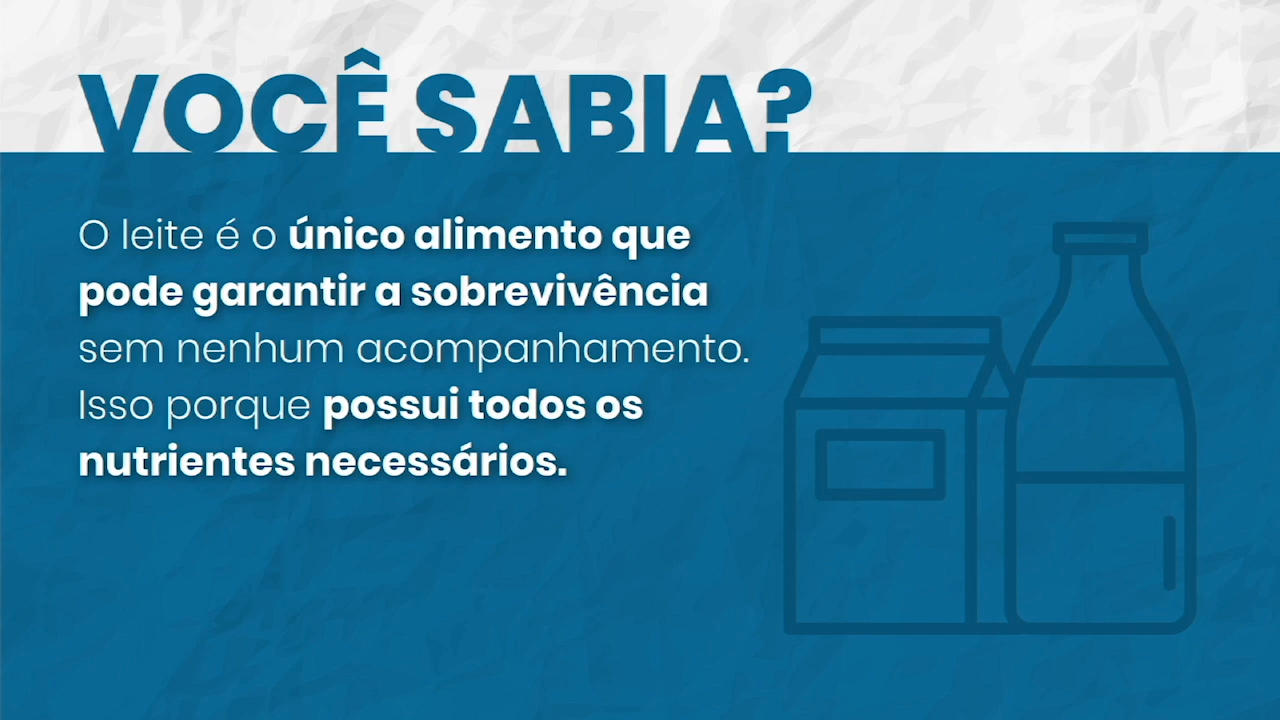 VOCÊ SABIA?
O leite é o único alimento que
pode garantir a sobrevivência
sem nenhum acompanhamento.
Isso porque possui todos os
nutrientes necessários.